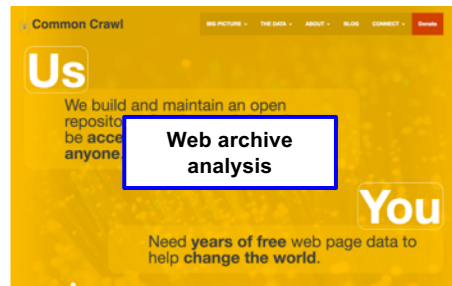 Common Crawl
BIG PICTURE THE DATA ABOUT BLOG CONNECT Donate
Us
We build and maintain an open
reposito
be acce
anyone.
Web archive
analysis
You
Need years of free web page data to
help change the world.